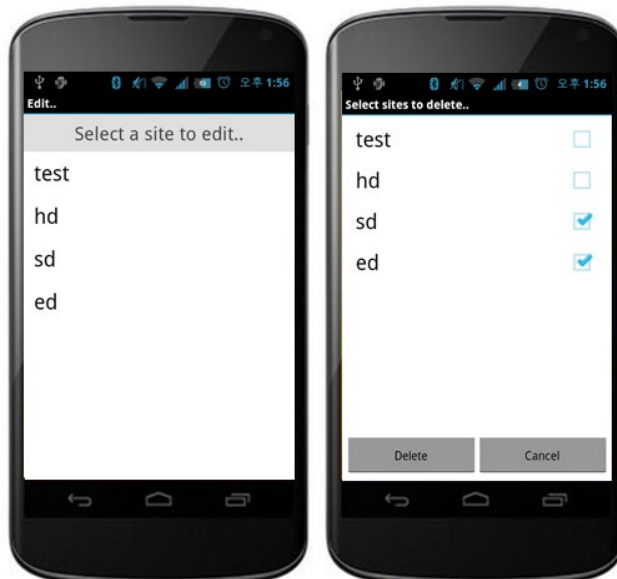 오후 1:56
Edit..
Select a site to edit..
test
hd
sd
ed
오후 1:56
Select sites to delete..
test
hd
sd
ed
Delete
Cancel